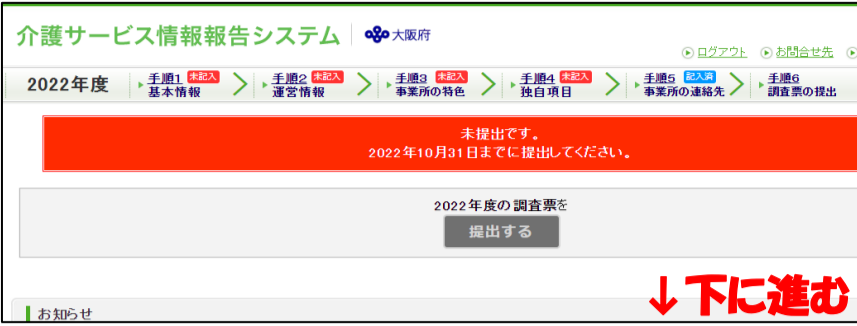 介護サービス情報報告システム 大阪府
ログアウト お問合せ先
2022年度 手順1 未記入 基本情報 手順2 未記入 運営情報 手順3 未記入 事業所の特色 手順4 未記入 独自項目 手順5 記入済 事業所の連絡先 手順6 調査票の提出
未提出です。
2022年10月31日までに提出してください。
2022年度の調査票を
提出する
↓下に進む
お知らせ